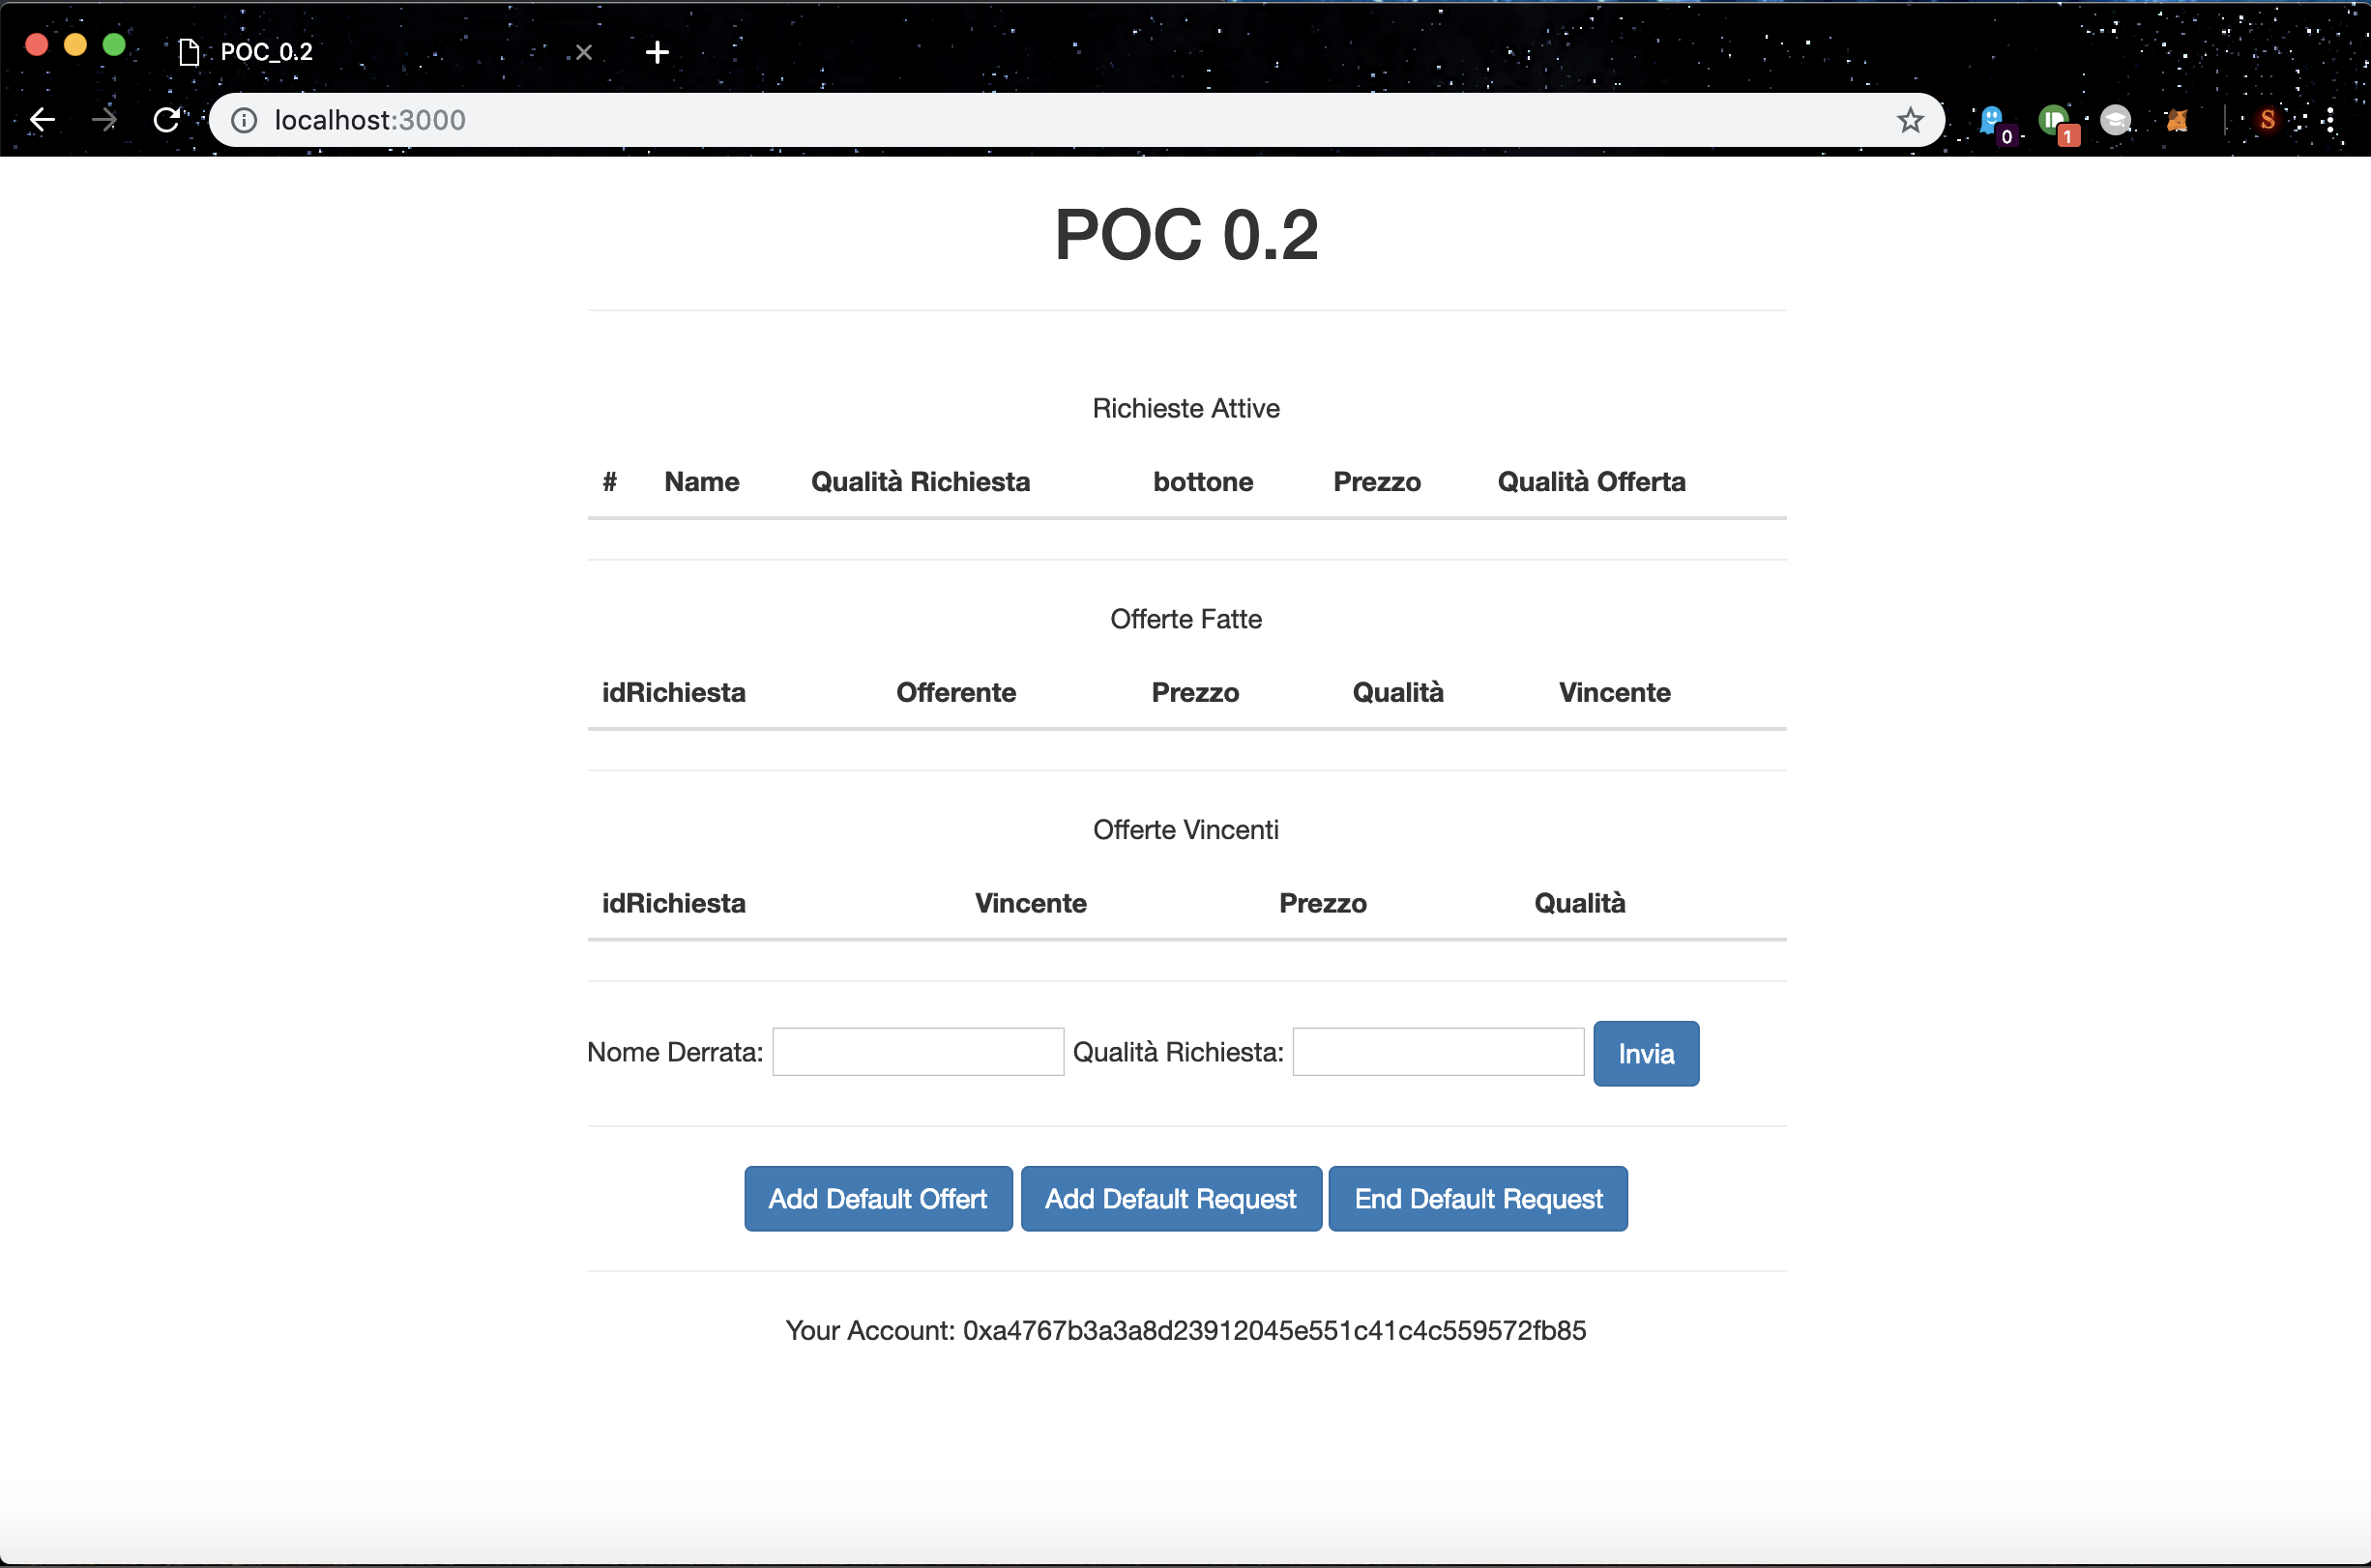 POC_0.2
localhost:3000
0
1
S
POC 0.2
Richieste Attive
# Name Qualità Richiesta bottone Prezzo Qualità Offerta
Offerte Fatte
idRichiesta Offerente Prezzo Qualità Vincente
Offerte Vincenti
idRichiesta Vincente Prezzo Qualità
Nome Derrata: Qualità Richiesta: Invia
Add Default Offert Add Default Request End Default Request
Your Account: 0xa4767b3a3a8d23912045e551c41c4c559572fb85